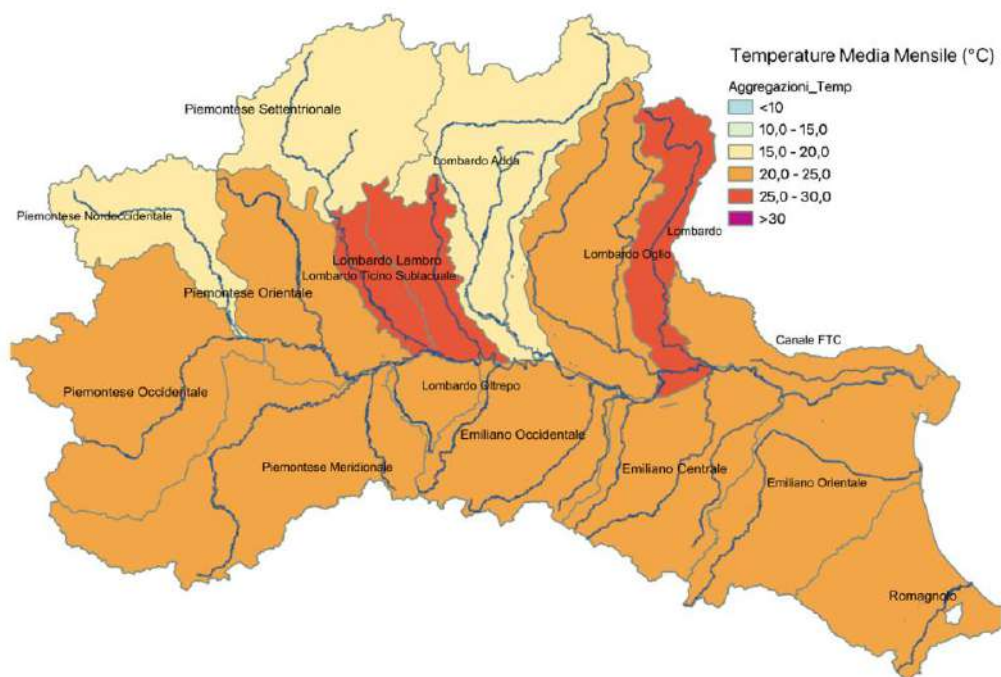 Temperature Media Mensile (°C)
Aggregazioni_Temp
<10
10,0 - 15,0
15,0 - 20,0
20,0 - 25,0
25,0 - 30,0
>30
Piemontese Settentrionale
Lombardo Adda
Piemontese Nordoccidentale
Lombardo
Lombardo Oglio
Lombardo Lambro
Lombardo Ticino Sublacuale
Piemontese Orientale
Canale FTC
Piemontese Occidentale
Lombardo Oltrepo
Emiliano Occidentale
Piemontese Meridionale
Emiliano Centrale
Emiliano Orientale
Romagnolo